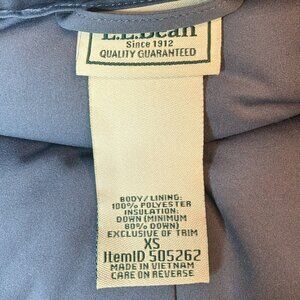 L.L.Bean
Since 1912
QUALITY GUARANTEED
BODY/LINING:
100% POLYESTER
INSULATION:
DOWN (MINIMUM
80% DOWN)
EXCLUSIVE OF TRIM
XS
ItemID 505262
MADE IN VIETNAM
CARE ON REVERSE